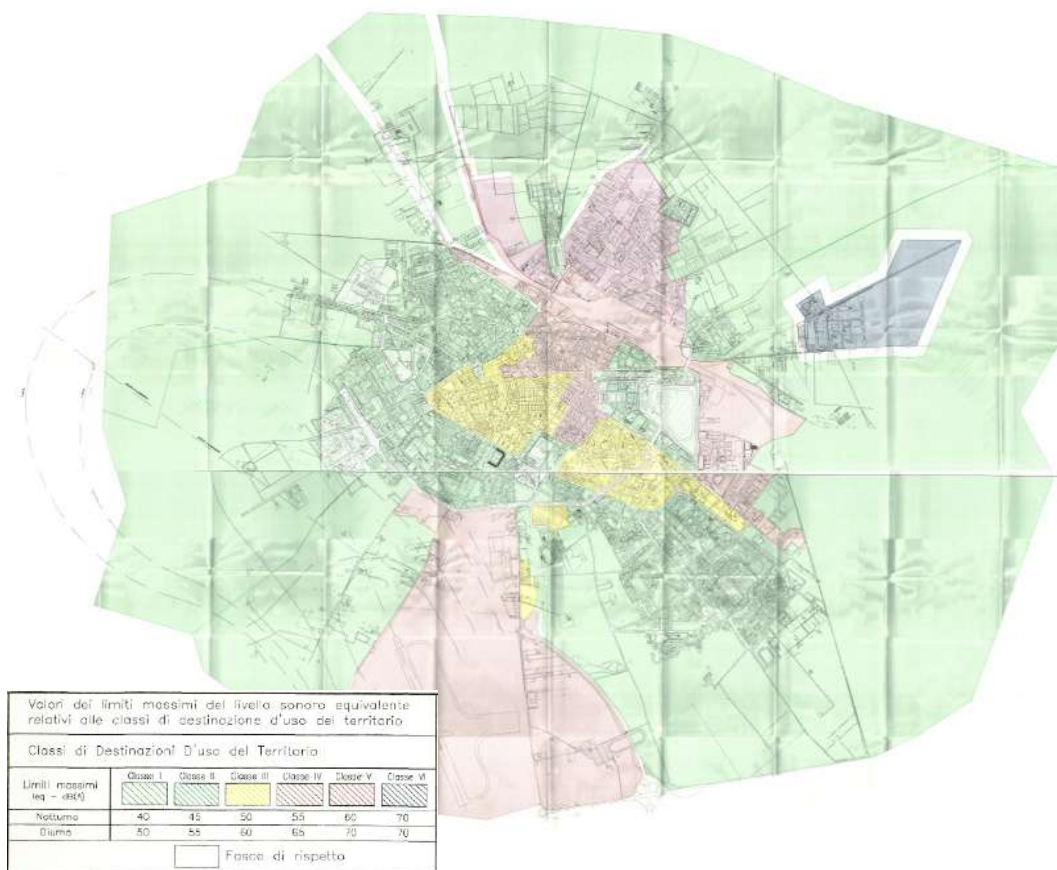 Valori dei limiti massimi del livello sonoro equivalente
relativi alle classi di destinazione d'uso del territorio
Classi di Destinazioni D'uso del Territorio
Limiti massimi
leq - dB(A)
Classe I Classe II Classe III Classe IV Classe V Classe VI
Notturno 40 45 50 55 60 70
Diurno 50 55 60 65 70 70
Fasca di rispetto